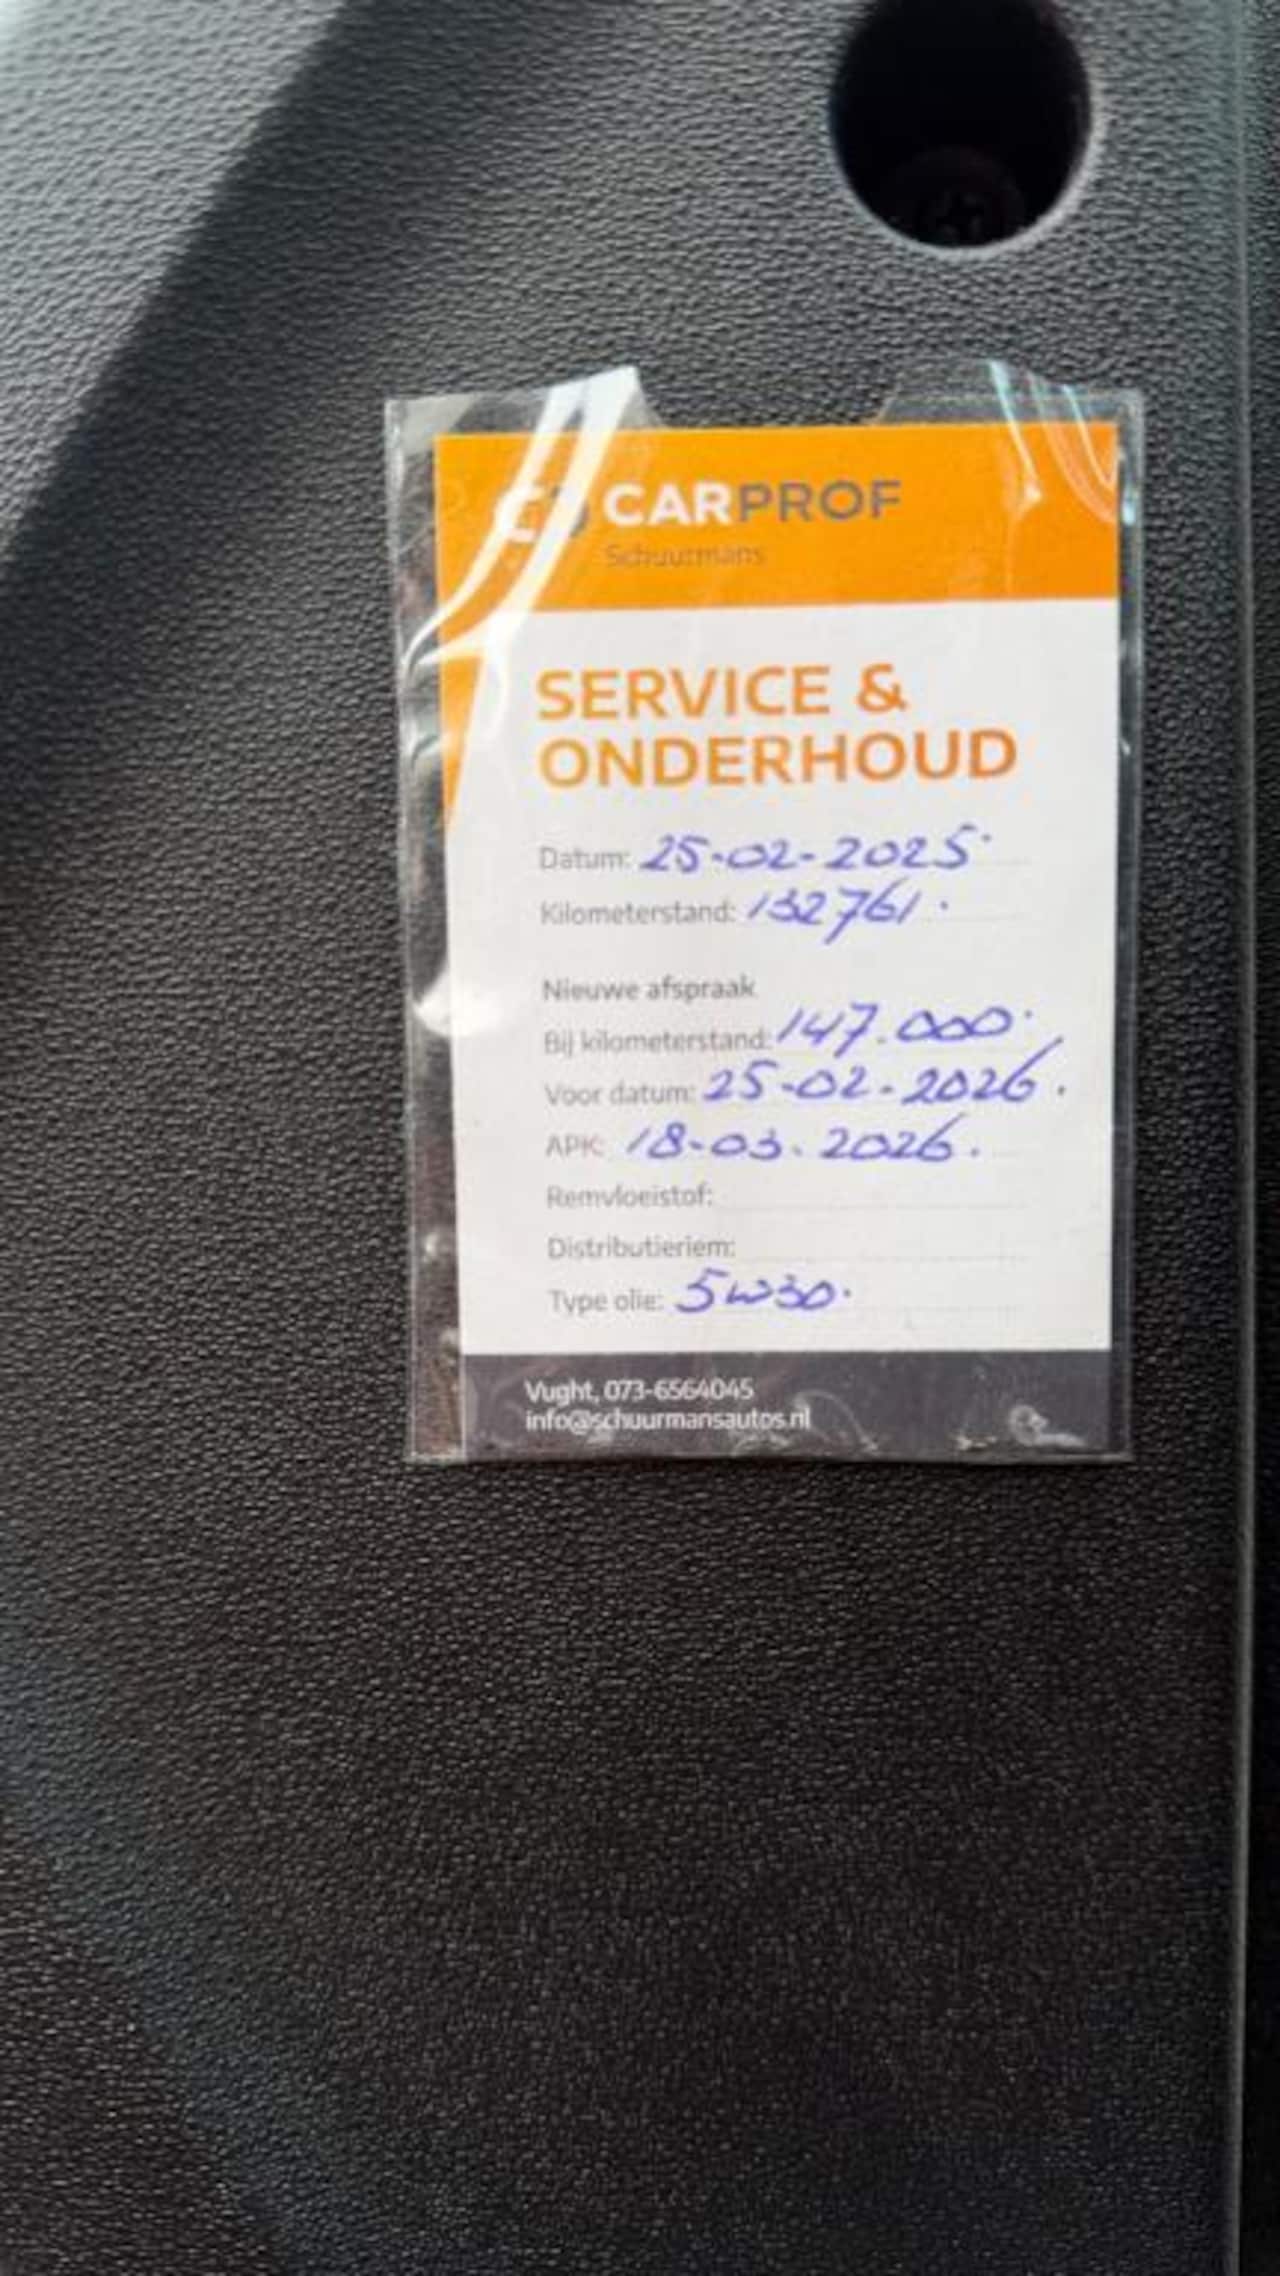 CARPROF
Schuurmans
SERVICE &
ONDERHOUD
Datum: 25-02-2025.
Kilometerstand: 132761.
Nieuwe afspraak
Bij kilometerstand: 147.000.
Voor datum: 25-02-2026.
APK: 18-03-2026.
Remvloeistof:
Distributieriem:
Type olie: 5w30.
Vught, 073-6564045
info@schuurmansautos.nl